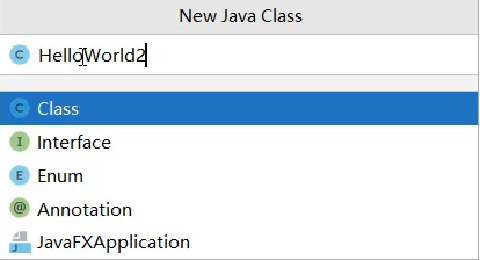 New Java Class
C HelloWorld2
C Class
I Interface
E Enum
@ Annotation
J JavaFXApplication